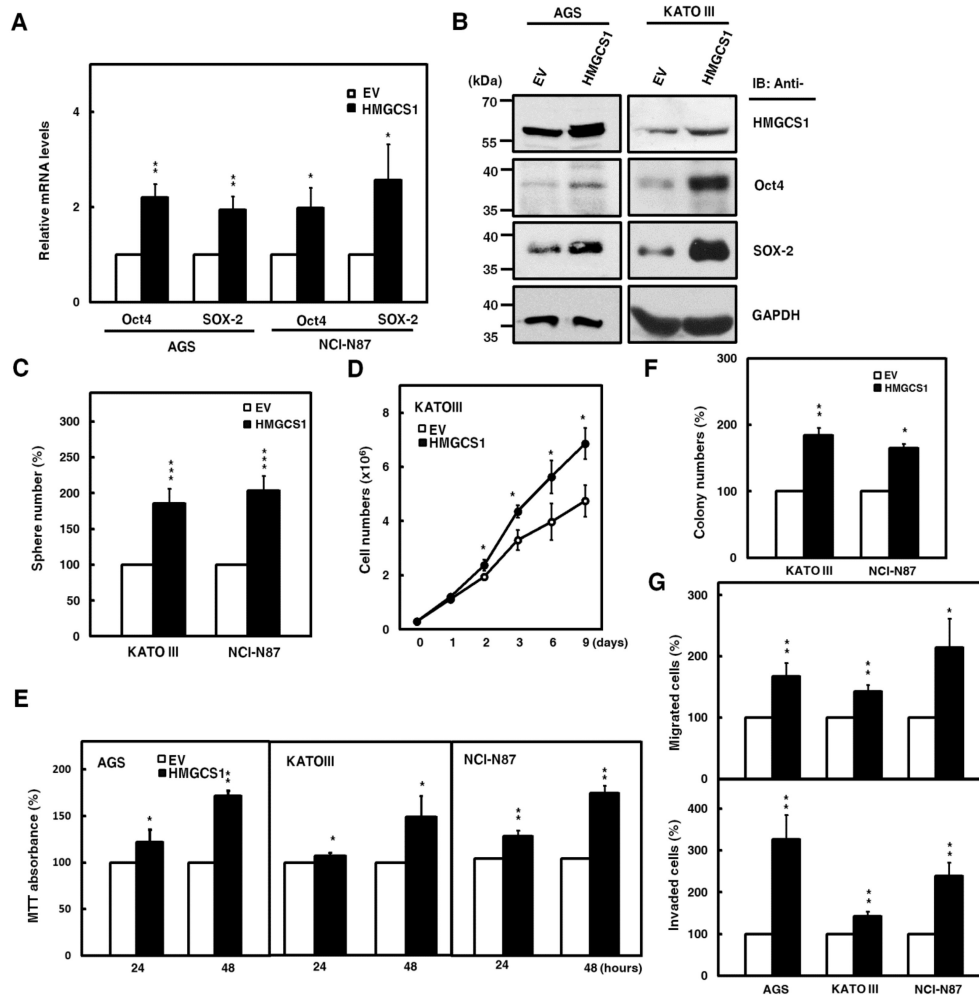 A
EV
HMGCS1
Relative mRNA levels
4
2
0
Oct4 SOX-2 Oct4 SOX-2
AGS NCI-N87
B
AGS KATO III
EV HMGCS1 EV HMGCS1
(kDa) IB: Anti-
70
55
HMGCS1
40
35
Oct4
40
35
SOX-2
40
35
GAPDH
C
EV
HMGCS1
Sphere number (%)
300
250
200
150
100
50
0
* * * * * *
KATO III NCI-N87
D
KATOIII
EV
HMGCS1
Cell numbers (x10⁶)
8
6
4
2
0
* * * *
0 1 2 3 6 9 (days)
F
EV
HMGCS1
Colony numbers (%)
300
200
100
0
* * *
KATO III NCI-N87
E
AGS
EV
HMGCS1
KATOIII
NCI-N87
MTT absorbance (%)
200
150
100
50
0
* * * * * * * * *
24 48 24 48 24 48 (hours)
G
Migrated cells (%)
300
200
100
0
* * * * *
Invaded cells (%)
400
300
200
100
0
* * * * * *
AGS KATO III NCI-N87